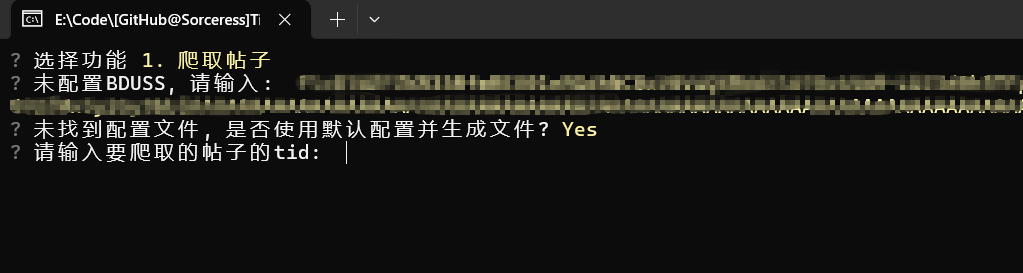 E:\Code\[GitHub@Sorceress]Ti
? 选择功能 1. 爬取帖子
? 未配置BDUSS, 请输入:
? 未找到配置文件, 是否使用默认配置并生成文件? Yes
? 请输入要爬取的帖子的tid: